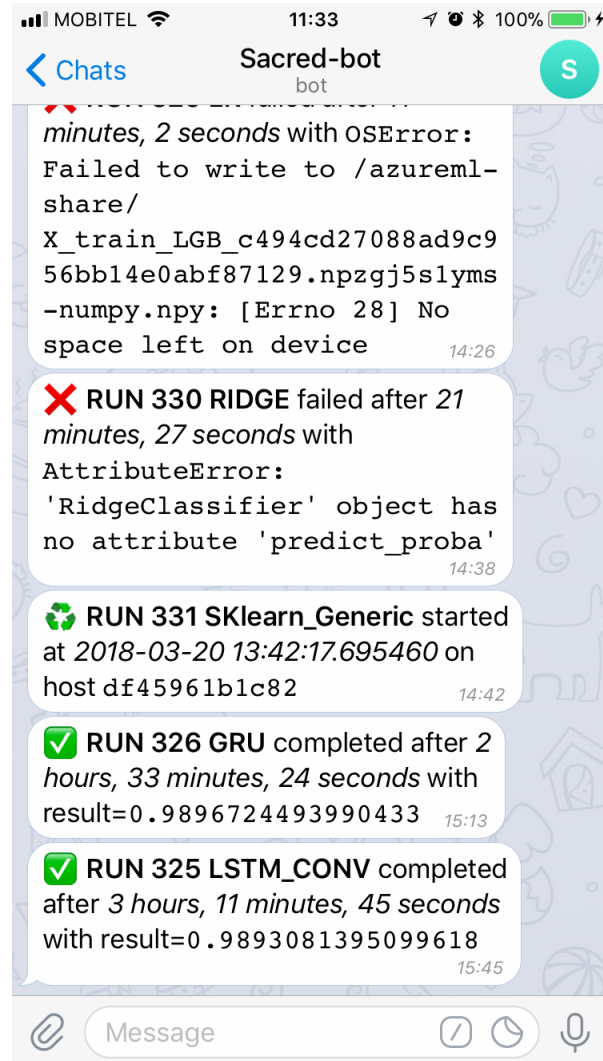 MOBITEL 11:33 100%
Chats Sacred-bot S
bot
minutes, 2 seconds with OSError:
Failed to write to /azureml-
share/
X_train_LGB_c494cd27088ad9c9
56bb14e0abf87129.npzgj5s1yms
-numpy.npy: [Errno 28] No
space left on device 14:26
❌ RUN 330 RIDGE failed after 21
minutes, 27 seconds with
AttributeError:
'RidgeClassifier' object has
no attribute 'predict_proba'
14:38
♻️ RUN 331 SKlearn_Generic started
at 2018-03-20 13:42:17.695460 on
host df45961b1c82 14:42
✅ RUN 326 GRU completed after 2
hours, 33 minutes, 24 seconds with
result=0.9896724493990433 15:13
✅ RUN 325 LSTM_CONV completed
after 3 hours, 11 minutes, 45 seconds
with result=0.9893081395099618
15:45
Message